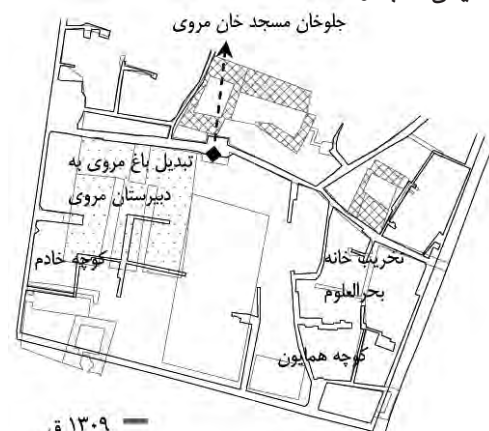 جلوخان مسجد خان مروی
تبدیل باغ مروی به
دبیرستان مروی
کوچه خادم
تخریب خانه
بحرالعلوم
کوچه همایون
۱۳۰۹ ق